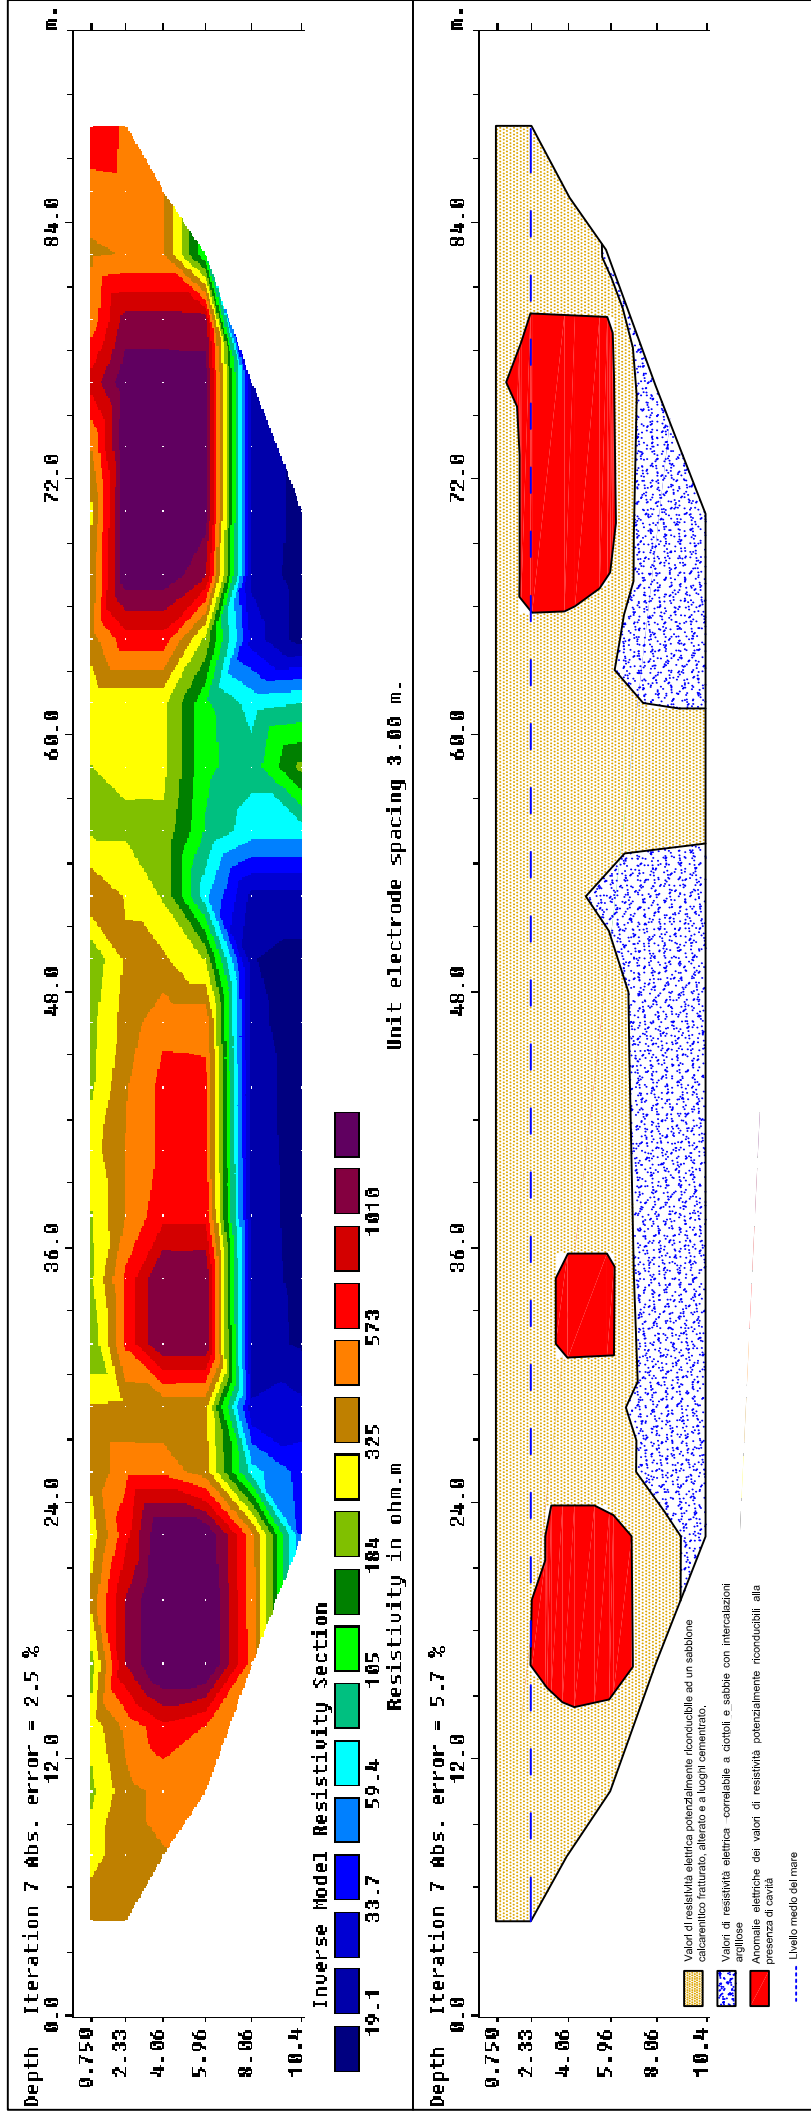 Depth Iteration 7 Abs. error = 2.5 %
0.0 12.0 24.0 36.0 48.0 60.0 72.0 84.0 m.
0.750
2.33
4.06
5.96
8.06
10.4
Inverse Model Resistivity Section
19.1 33.7 59.4 105 184 325 573 1010
Resistivity in ohm.m
Unit electrode spacing 3.00 m.
Depth Iteration 7 Abs. error = 5.7 %
0.0 12.0 24.0 36.0 48.0 60.0 72.0 84.0 m.
0.750
2.33
4.06
5.96
8.06
10.4
Valori di resistività elettrica potenzialmente riconducibile ad un sabbione
calcarenitico fratturato, alterato e a luoghi cementrato.
Valori di resistività elettrica correlabile a ciottoli e sabbie con intercalazioni
argillose
Anomalie elettriche dei valori di resistività potenzialmente riconducibili alla
presenza di cavità
Livello medio del mare